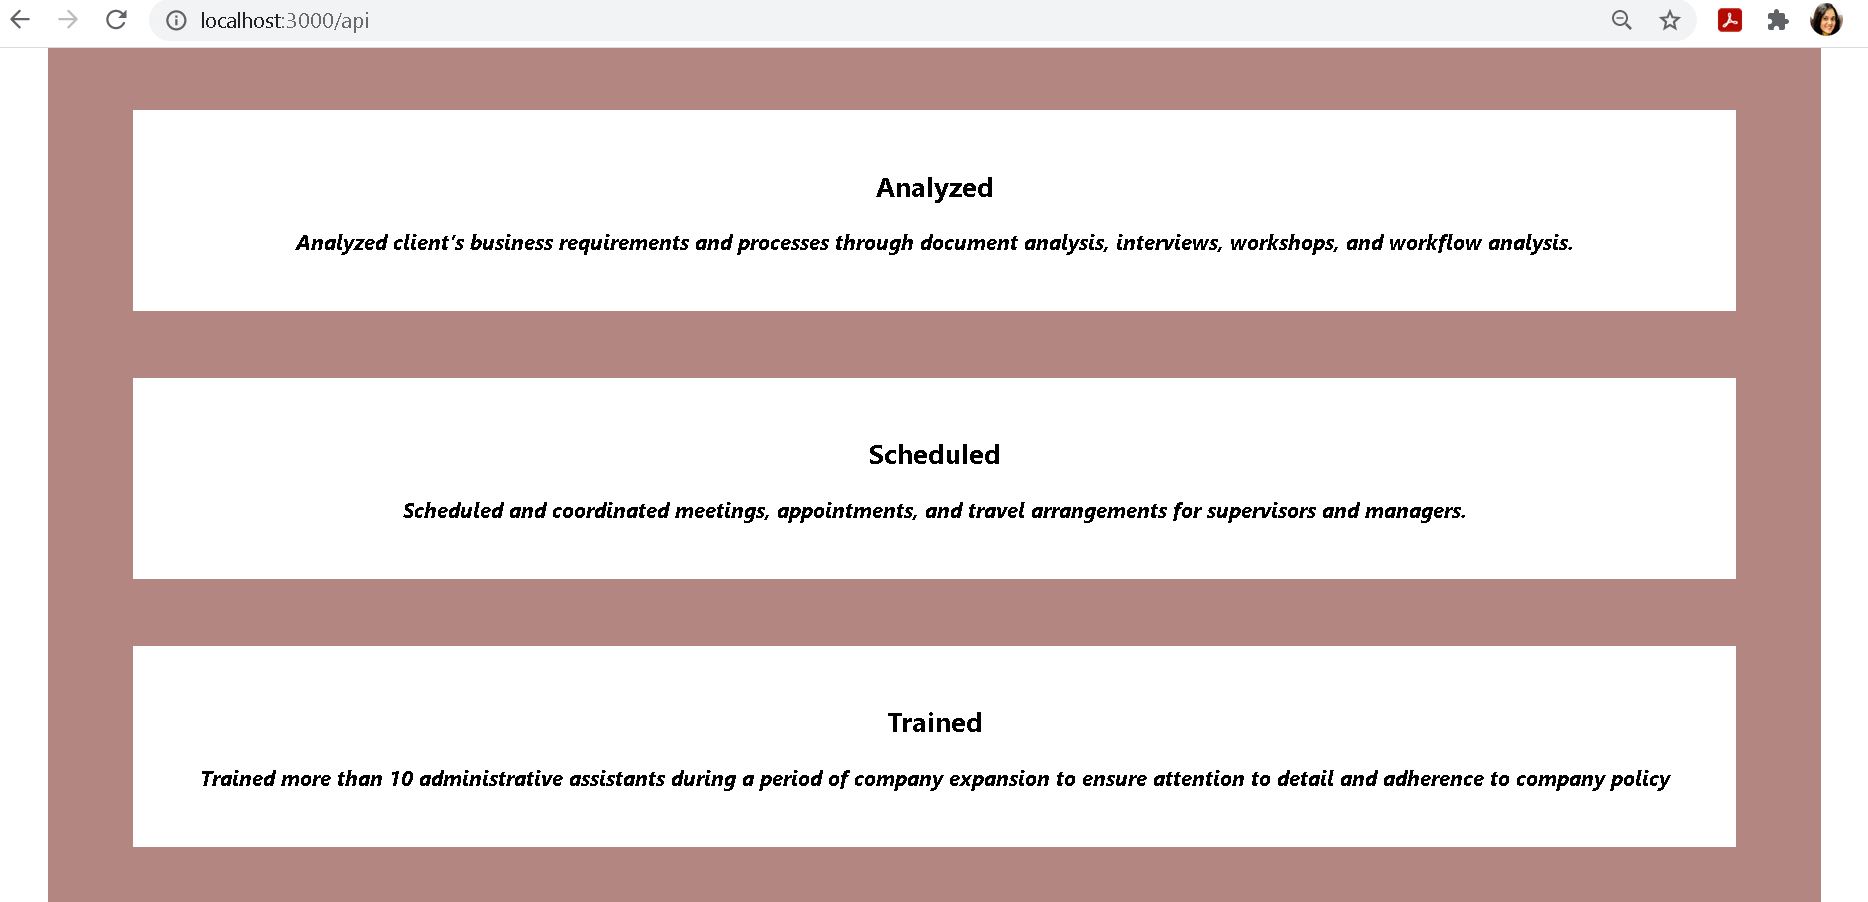 localhost:3000/api
Analyzed
Analyzed client's business requirements and processes through document analysis, interviews, workshops, and workflow analysis.
Scheduled
Scheduled and coordinated meetings, appointments, and travel arrangements for supervisors and managers.
Trained
Trained more than 10 administrative assistants during a period of company expansion to ensure attention to detail and adherence to company policy